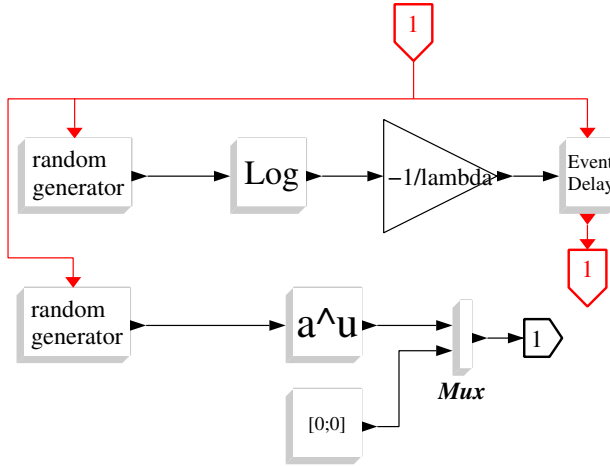 1
random
generator
Log
−1/lambda
Event
Delay
1
random
generator
a^u
1
Mux
[0;0]